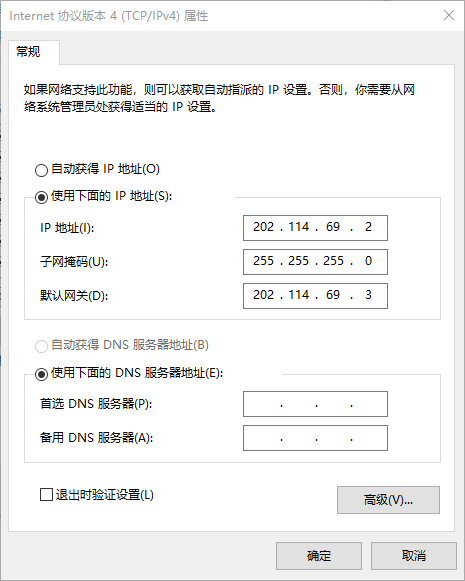 Internet 协议版本 4 (TCP/IPv4) 属性
常规
如果网络支持此功能，则可以获取自动指派的 IP 设置。否则，你需要从网
络系统管理员处获得适当的 IP 设置。
自动获得 IP 地址(O)
使用下面的 IP 地址(S):
IP 地址(I): 202 . 114 . 69 . 2
子网掩码(U): 255 . 255 . 255 . 0
默认网关(D): 202 . 114 . 69 . 3
自动获得 DNS 服务器地址(B)
使用下面的 DNS 服务器地址(E):
首选 DNS 服务器(P): . . .
备用 DNS 服务器(A): . . .
退出时验证设置(L)
高级(V)...
确定 取消